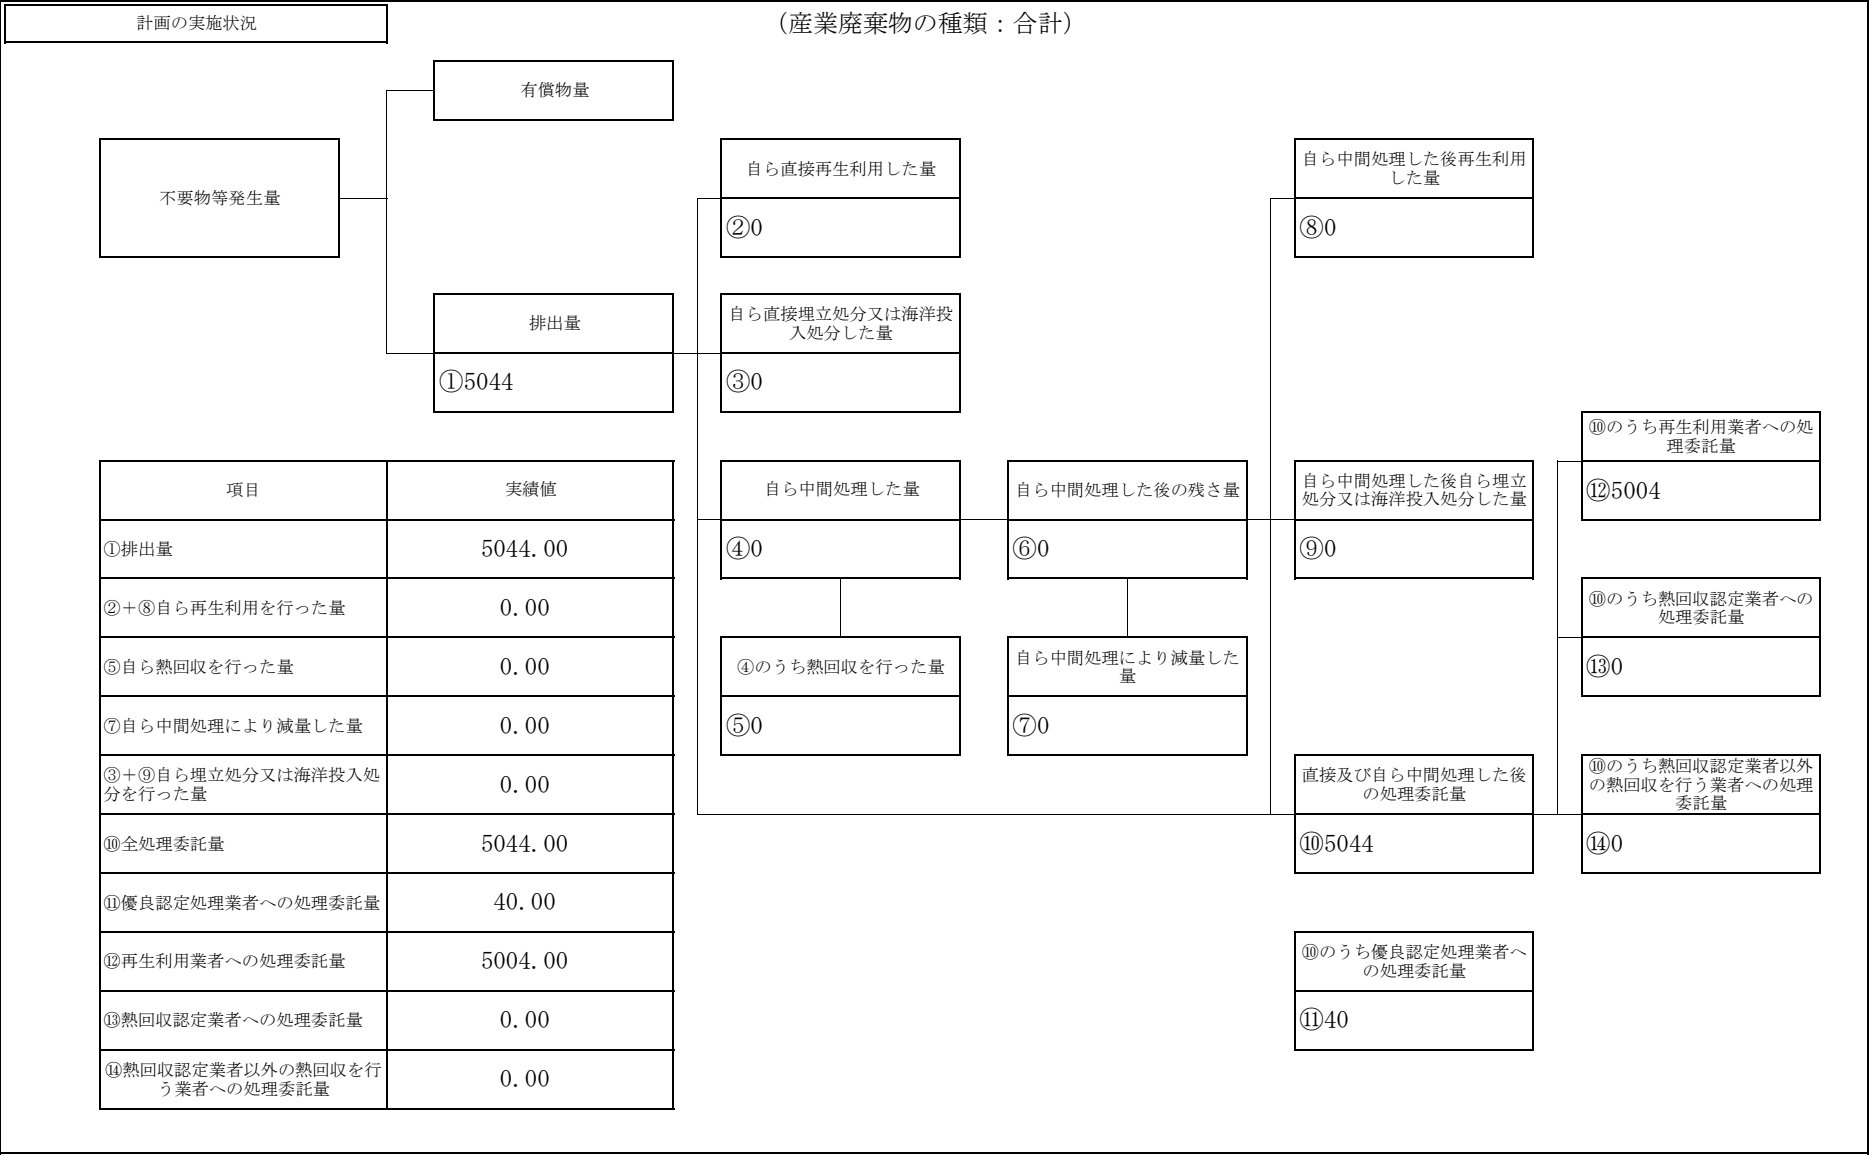 計画の実施状況
(産業廃棄物の種類：合計)
有償物量
不要物等発生量
自ら直接再生利用した量
②0
自ら中間処理した後再生利用
した量
⑧0
排出量
①5044
自ら直接埋立処分又は海洋投
入処分した量
③0
⑩のうち再生利用業者への処
理委託量
⑫5004
自ら中間処理した量
④0
自ら中間処理した後の残さ量
⑥0
自ら中間処理した後自ら埋立
処分又は海洋投入処分した量
⑨0
⑩のうち熱回収認定業者への
処理委託量
⑬0
④のうち熱回収を行った量
⑤0
自ら中間処理により減量した
量
⑦0
直接及び自ら中間処理した後
の処理委託量
⑩5044
⑩のうち熱回収認定業者以外
の熱回収を行う業者への処理
委託量
⑭0
⑩のうち優良認定処理業者へ
の処理委託量
⑪40
項目 実績値
①排出量 5044.00
②＋⑧自ら再生利用を行った量 0.00
⑤自ら熱回収を行った量 0.00
⑦自ら中間処理により減量した量 0.00
③＋⑨自ら埋立処分又は海洋投入処
分を行った量 0.00
⑩全処理委託量 5044.00
⑪優良認定処理業者への処理委託量 40.00
⑫再生利用業者への処理委託量 5004.00
⑬熱回収認定業者への処理委託量 0.00
⑭熱回収認定業者以外の熱回収を行
う業者への処理委託量 0.00